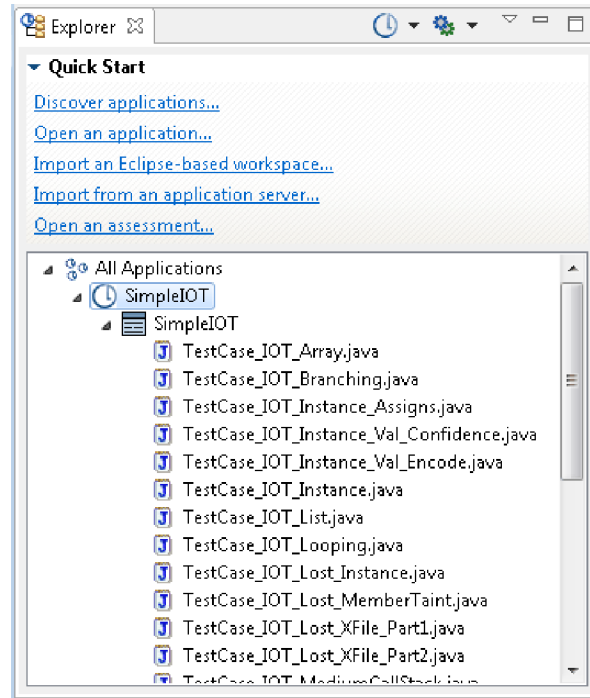 Explorer
Quick Start
Discover applications...
Open an application...
Import an Eclipse-based workspace...
Import from an application server...
Open an assessment...
All Applications
SimpleIOT
SimpleIOT
TestCase_IOT_Array.java
TestCase_IOT_Branching.java
TestCase_IOT_Instance_Assigns.java
TestCase_IOT_Instance_Val_Confidence.java
TestCase_IOT_Instance_Val_Encode.java
TestCase_IOT_Instance.java
TestCase_IOT_List.java
TestCase_IOT_Looping.java
TestCase_IOT_Lost_Instance.java
TestCase_IOT_Lost_MemberTaint.java
TestCase_IOT_Lost_XFile_Part1.java
TestCase_IOT_Lost_XFile_Part2.java
TestCase_IOT_MediumCallStack.java